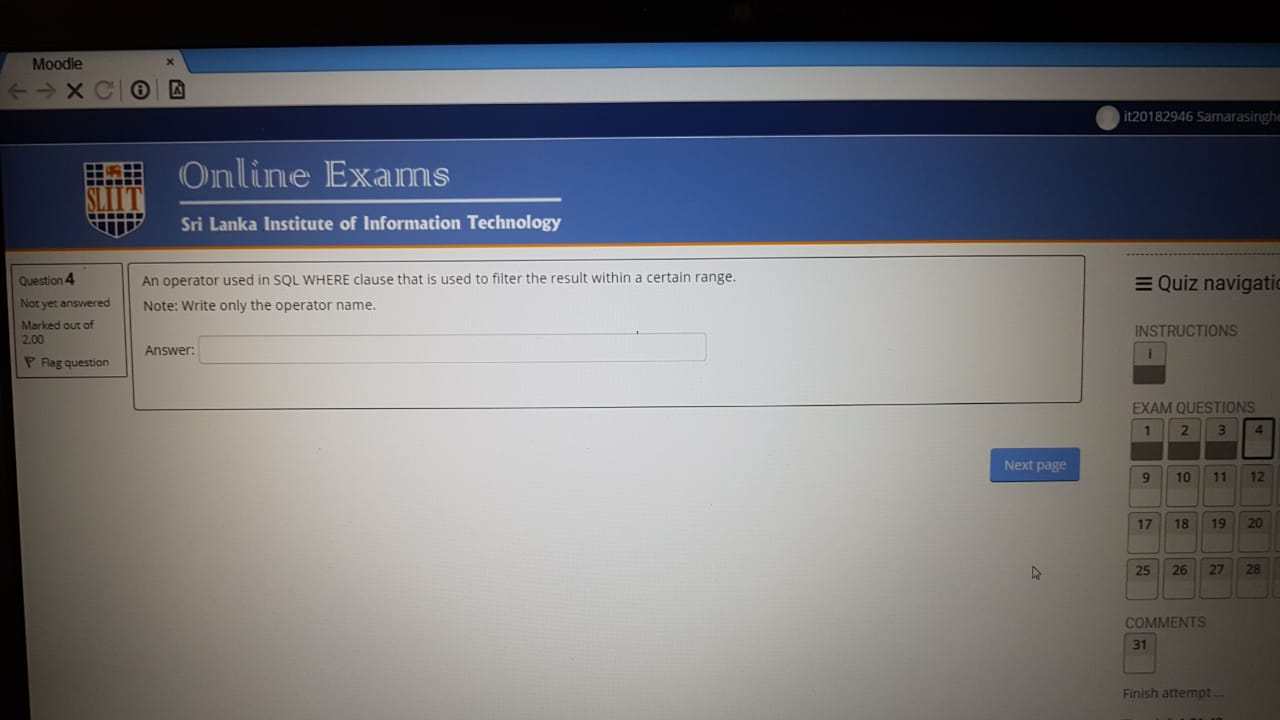 Moodle
it20182946 Samarasingh
SLIIT
Online Exams
Sri Lanka Institute of Information Technology
Question 4
Not yet answered
Marked out of
2.00
Flag question
An operator used in SQL WHERE clause that is used to filter the result within a certain range.
Note: Write only the operator name.
Answer:
Next page
Quiz navigatio
INSTRUCTIONS
i
EXAM QUESTIONS
1 2 3 4
9 10 11 12
17 18 19 20
25 26 27 28
COMMENTS
31
Finish attempt ...